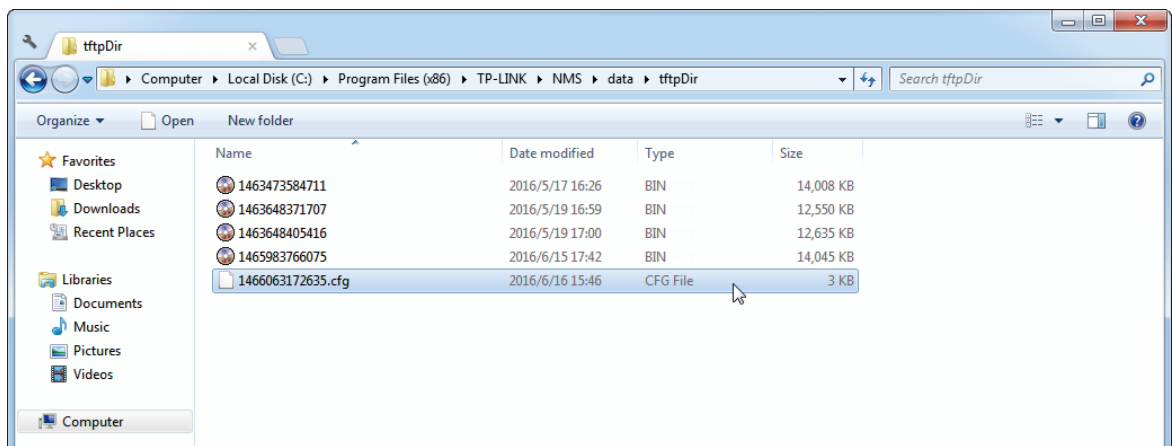 tftpDir
Computer Local Disk (C:) Program Files (x86) TP-LINK NMS data tftpDir Search tftpDir
Organize Open New folder
Favorites
Desktop
Downloads
Recent Places
Libraries
Documents
Music
Pictures
Videos
Computer
Name Date modified Type Size
1463473584711 2016/5/17 16:26 BIN 14,008 KB
1463648371707 2016/5/19 16:59 BIN 12,550 KB
1463648405416 2016/5/19 17:00 BIN 12,635 KB
1465983766075 2016/6/15 17:42 BIN 14,045 KB
1466063172635.cfg 2016/6/16 15:46 CFG File 3 KB